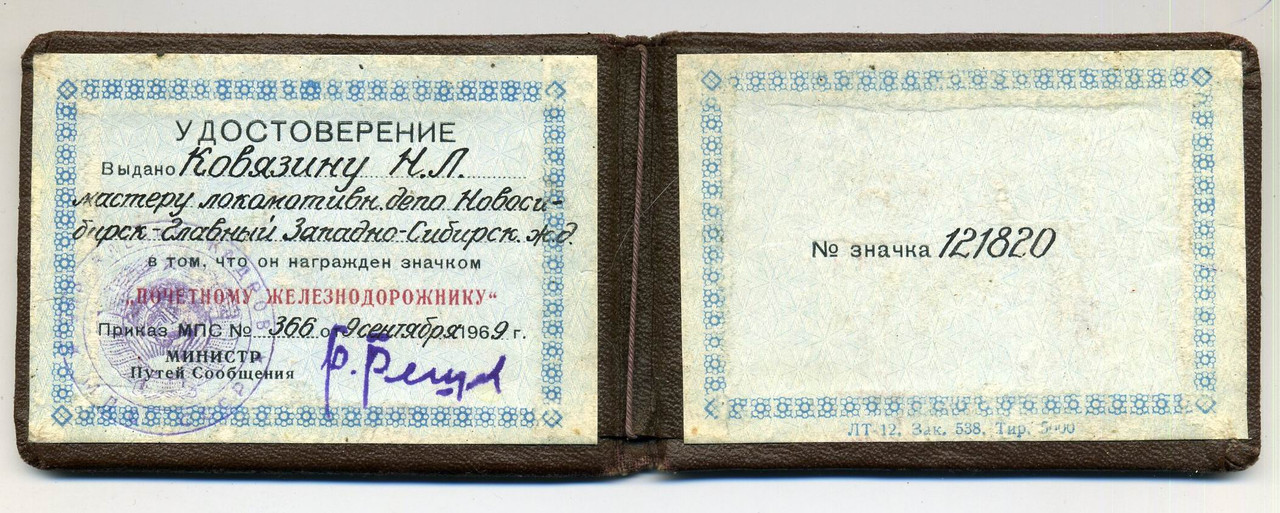 УДОСТОВЕРЕНИЕ
Выдано Ковязину Н.Л.
мастеру локомотивн. депо Новоси-
бирск-Главный Западно-Сибирск. ж.д.
в том, что он награжден значком
„ПОЧЕТНОМУ ЖЕЛЕЗНОДОРОЖНИКУ“
Приказ МПС № 366 от 9 сентября 1969 г.
МИНИСТР
Путей Сообщения
№ значка 121820
ЛТ-12. Зак. 538. Тир. 5000